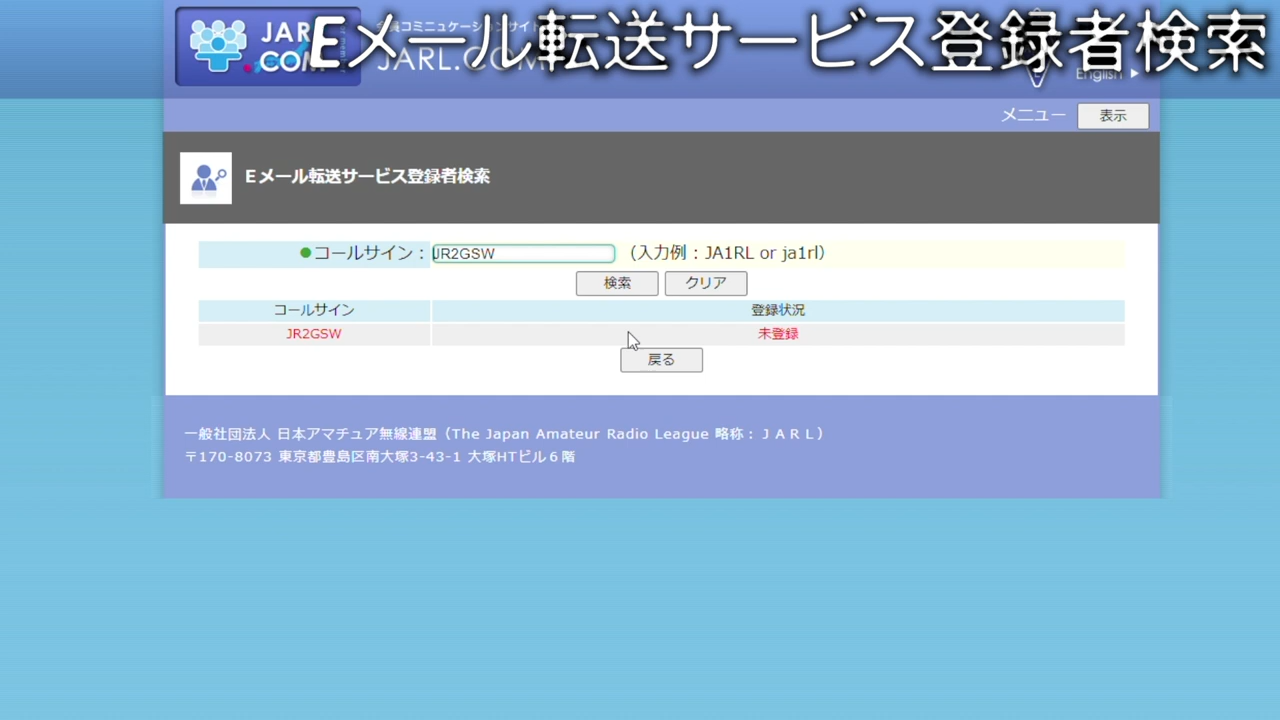 Eメール転送サービス登録者検索
JARL.COM
English
メニュー 表示
Eメール転送サービス登録者検索
●コールサイン： JR2GSW （入力例：JA1RL or ja1rl）
検索 クリア
コールサイン 登録状況
JR2GSW 未登録
戻る
一般社団法人 日本アマチュア無線連盟（The Japan Amateur Radio League 略称：ＪＡＲＬ）
〒170-8073 東京都豊島区南大塚3-43-1 大塚HTビル６階